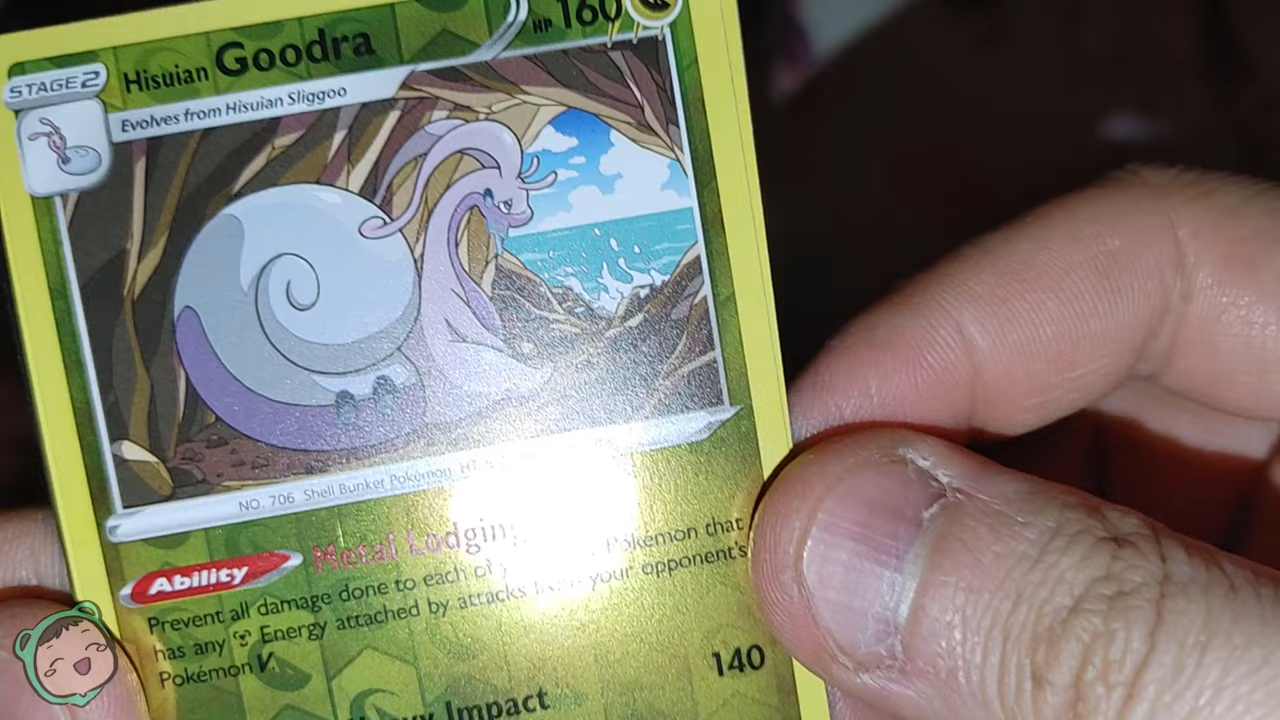 STAGE2
Hisuian Goodra
HP 160
Evolves from Hisuian Sliggoo
NO. 706 Shell Bunker Pokémon
Ability
Metal Lodging
Prevent all damage done to each of Pokémon that
has any Energy attached by attacks your opponent's
Pokémon V.
Impact
140